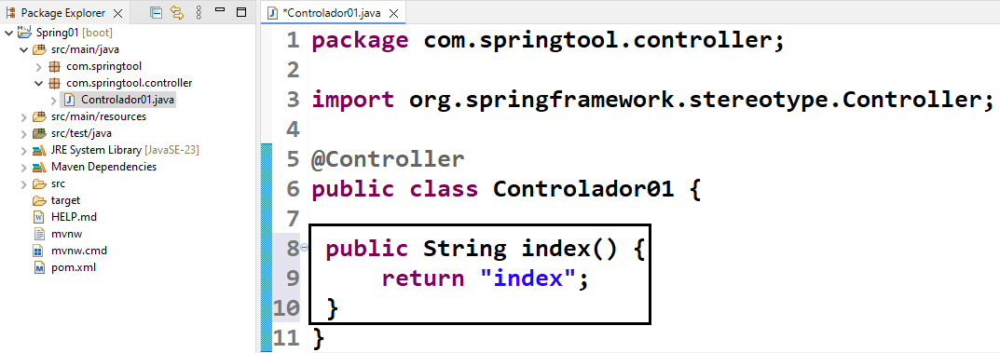 Package Explorer
Spring01 [boot]
src/main/java
com.springtool
com.springtool.controller
Controlador01.java
src/main/resources
src/test/java
JRE System Library [JavaSE-23]
Maven Dependencies
src
target
HELP.md
mvnw
mvnw.cmd
pom.xml
*Controlador01.java
1 package com.springtool.controller;
2
3 import org.springframework.stereotype.Controller;
4
5 @Controller
6 public class Controlador01 {
7
8 public String index() {
9 return "index";
10 }
11 }